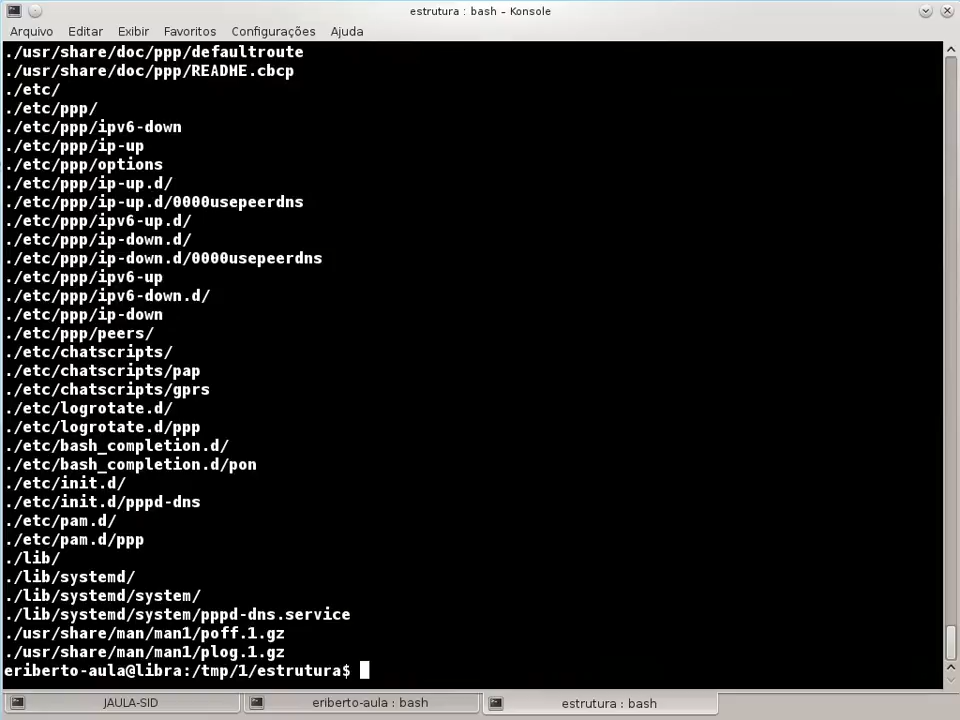 estrutura : bash - Konsole
Arquivo Editar Exibir Favoritos Configurações Ajuda
./usr/share/doc/ppp/defaultroute
./usr/share/doc/ppp/README.cbcp
./etc/
./etc/ppp/
./etc/ppp/ipv6-down
./etc/ppp/ip-up
./etc/ppp/options
./etc/ppp/ip-up.d/
./etc/ppp/ip-up.d/0000usepeerdns
./etc/ppp/ipv6-up.d/
./etc/ppp/ip-down.d/
./etc/ppp/ip-down.d/0000usepeerdns
./etc/ppp/ipv6-up
./etc/ppp/ipv6-down.d/
./etc/ppp/ip-down
./etc/ppp/peers/
./etc/chatscripts/
./etc/chatscripts/pap
./etc/chatscripts/gprs
./etc/logrotate.d/
./etc/logrotate.d/ppp
./etc/bash_completion.d/
./etc/bash_completion.d/pon
./etc/init.d/
./etc/init.d/pppd-dns
./etc/pam.d/
./etc/pam.d/ppp
./lib/
./lib/systemd/
./lib/systemd/system/
./lib/systemd/system/pppd-dns.service
./usr/share/man/man1/poff.1.gz
./usr/share/man/man1/plog.1.gz
eriberto-aula@libra:/tmp/1/estrutura$
JAULA-SID eriberto-aula : bash estrutura : bash